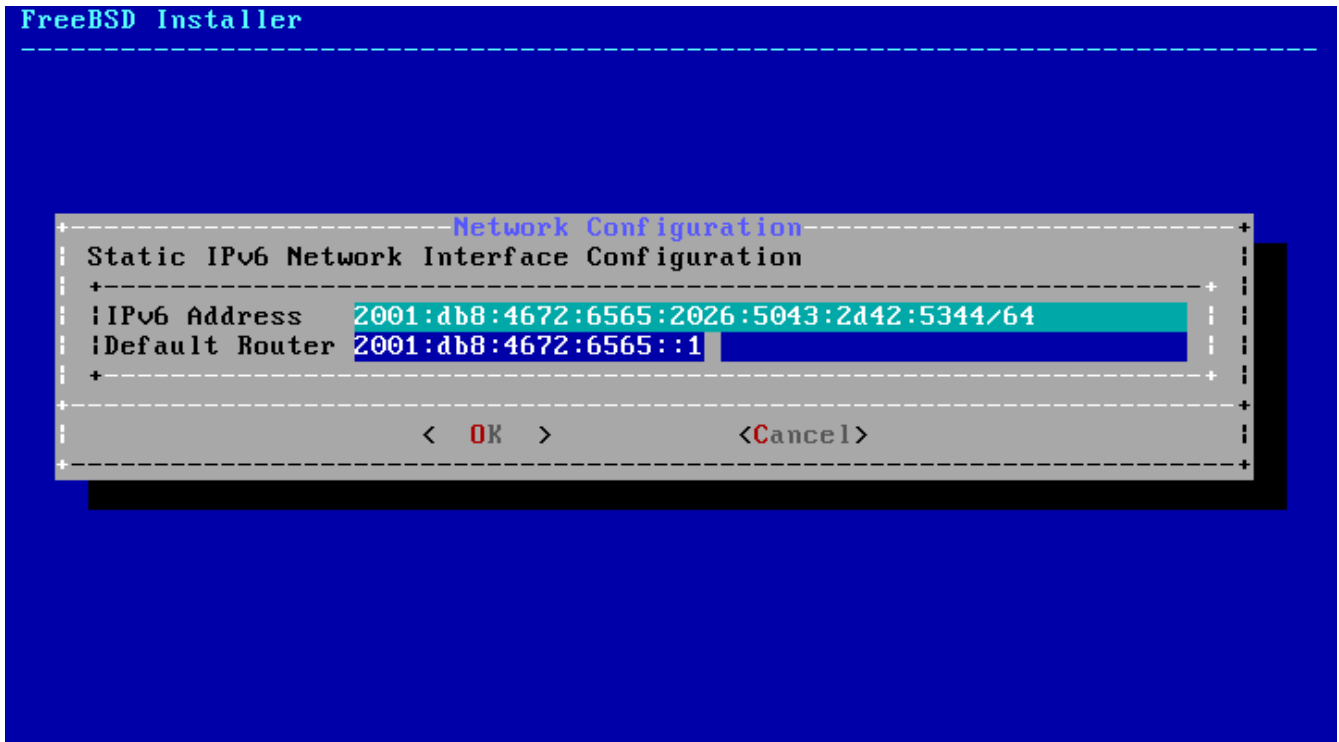 FreeBSD Installer
Network Configuration
Static IPv6 Network Interface Configuration
IPv6 Address 2001:db8:4672:6565:2026:5043:2d42:5344/64
Default Router 2001:db8:4672:6565::1
< OK > <Cancel>